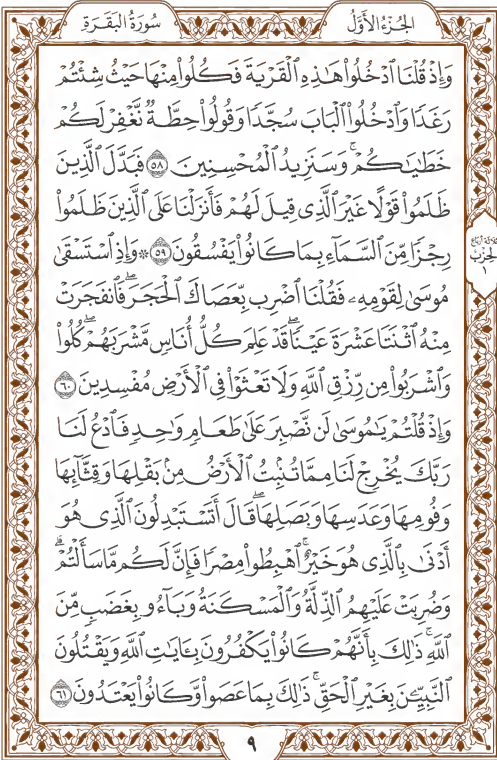 الجُزْءُ الأَوَّلُ
سُورَةُ البَقَرَةِ
وَإِذْ قُلْنَا ٱدْخُلُوا۟ هَٰذِهِ ٱلْقَرْيَةَ فَكُلُوا۟ مِنْهَا حَيْثُ شِئْتُمْ
رَغَدًا وَٱدْخُلُوا۟ ٱلْبَابَ سُجَّدًا وَقُولُوا۟ حِطَّةٌ نَّغْفِرْ لَكُمْ
خَطَٰيَٰكُمْ ۚ وَسَنَزِيدُ ٱلْمُحْسِنِينَ ٥٨ فَبَدَّلَ ٱلَّذِينَ
ظَلَمُوا۟ قَوْلًا غَيْرَ ٱلَّذِى قِيلَ لَهُمْ فَأَنزَلْنَا عَلَى ٱلَّذِينَ ظَلَمُوا۟
رِجْزًا مِّنَ ٱلسَّمَآءِ بِمَا كَانُوا۟ يَفْسُقُونَ ٥٩ ۞ وَإِذِ ٱسْتَسْقَىٰ
مُوسَىٰ لِقَوْمِهِۦ فَقُلْنَا ٱضْرِب بِّعَصَاكَ ٱلْحَجَرَ ۖ فَٱنفَجَرَتْ
مِنْهُ ٱثْنَتَا عَشْرَةَ عَيْنًا ۖ قَدْ عَلِمَ كُلُّ أُنَاسٍ مَّشْرَبَهُمْ ۖ كُلُوا۟
وَٱشْرَبُوا۟ مِن رِّزْقِ ٱللَّهِ وَلَا تَعْثَوْا۟ فِى ٱلْأَرْضِ مُفْسِدِينَ ٦٠
وَإِذْ قُلْتُمْ يَٰمُوسَىٰ لَن نَّصْبِرَ عَلَىٰ طَعَامٍ وَٰحِدٍ فَٱدْعُ لَنَا
رَبَّكَ يُخْرِجْ لَنَا مِمَّا تُنۢبِتُ ٱلْأَرْضُ مِنۢ بَقْلِهَا وَقِثَّآئِهَا
وَفُومِهَا وَعَدَسِهَا وَبَصَلِهَا ۖ قَالَ أَتَسْتَبْدِلُونَ ٱلَّذِى هُوَ
أَدْنَىٰ بِٱلَّذِى هُوَ خَيْرٌ ۚ ٱهْبِطُوا۟ مِصْرًا فَإِنَّ لَكُم مَّا سَأَلْتُمْ ۗ
وَضُرِبَتْ عَلَيْهِمُ ٱلذِّلَّةُ وَٱلْمَسْكَنَةُ وَبَآءُو بِغَضَبٍ مِّنَ
ٱللَّهِ ۗ ذَٰلِكَ بِأَنَّهُمْ كَانُوا۟ يَكْفُرُونَ بِـَٔايَٰتِ ٱللَّهِ وَيَقْتُلُونَ
ٱلنَّبِيِّـۧنَ بِغَيْرِ ٱلْحَقِّ ۗ ذَٰلِكَ بِمَا عَصَوا۟ وَّكَانُوا۟ يَعْتَدُونَ ٦١
ثلاثة أرباع
الحزب
١
٩